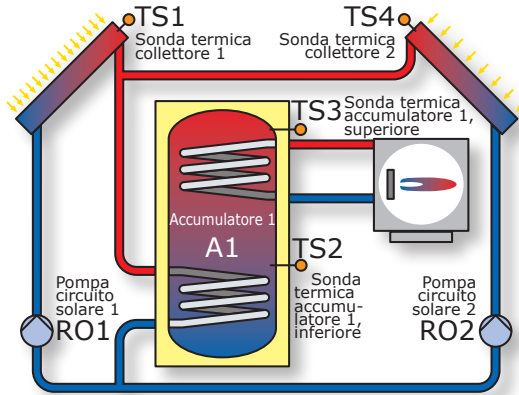 TS1
Sonda termica
collettore 1
TS4
Sonda termica
collettore 2
TS3
Sonda termica
accumulatore 1,
superiore
Accumulatore 1
A1
TS2
Sonda
termica
accumu-
latore 1,
inferiore
Pompa
circuito
solare 1
RO1
Pompa
circuito
solare 2
RO2